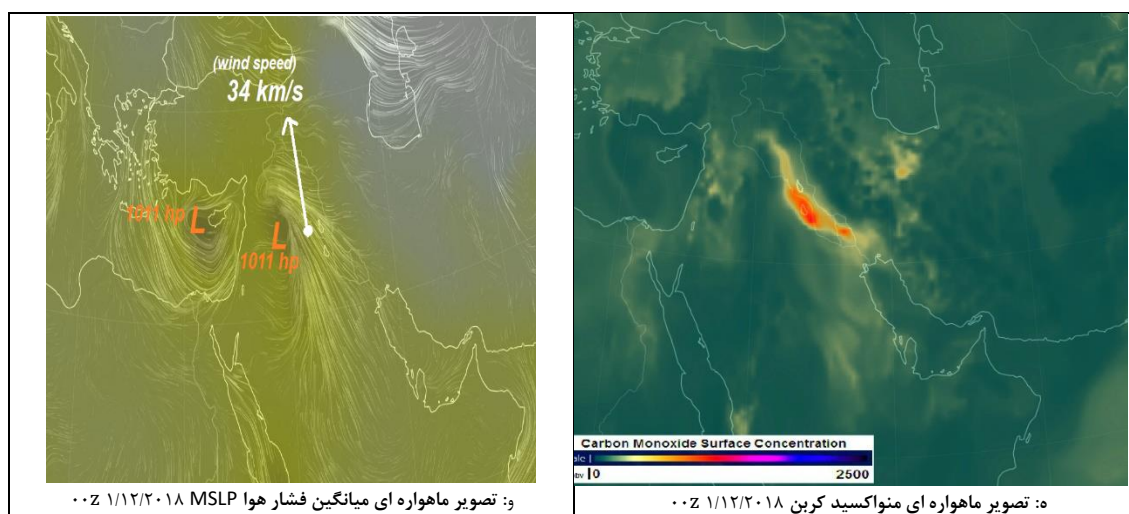 (wind speed)
34 km/s
1011 hp
L
L
1011 hp
و: تصویر ماهواره ای میانگین فشار هوا MSLP ۱/۱۲/۲۰۱۸ ۰۰Z
Carbon Monoxide Surface Concentration
0
2500
ه: تصویر ماهواره ای منواکسید کربن ۱/۱۲/۲۰۱۸ ۰۰Z